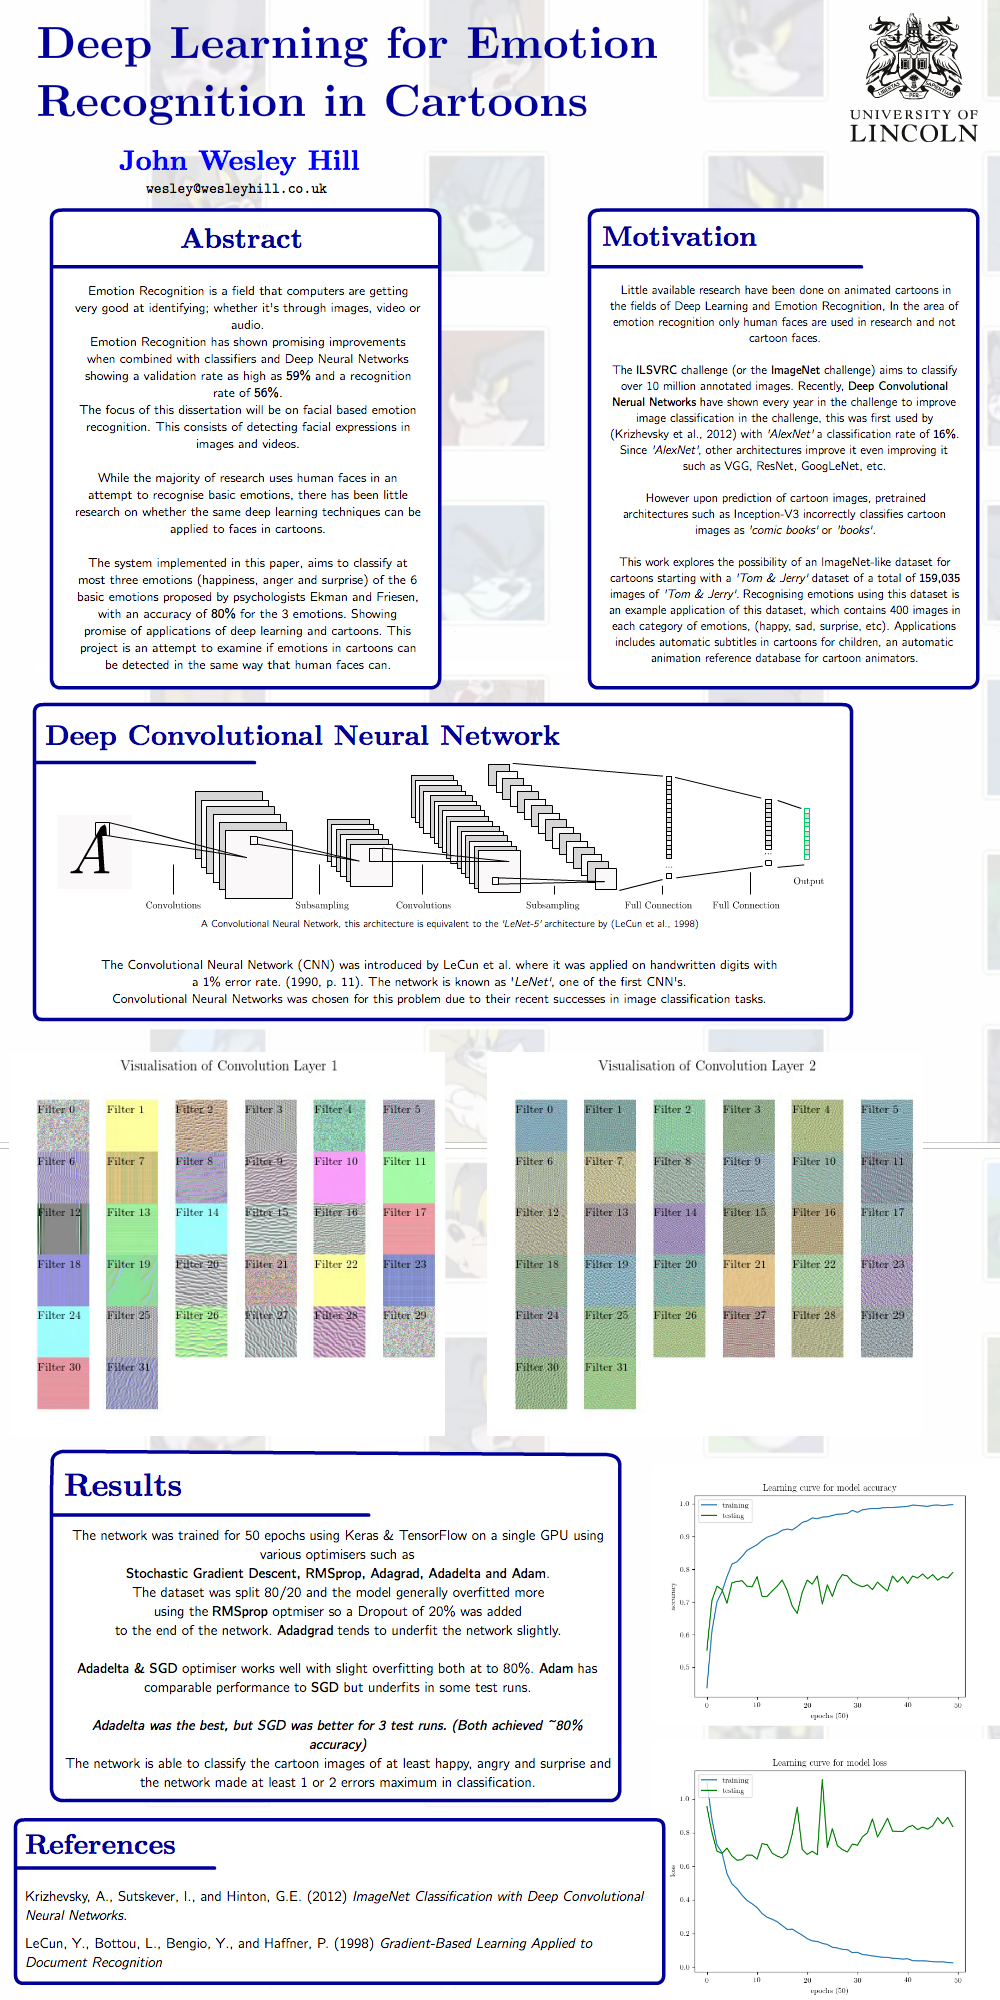 Deep Learning for Emotion
Recognition in Cartoons
John Wesley Hill
wesley@wesleyhill.co.uk
LIBERTAS
PER
SAPIENTIAM
UNIVERSITY OF
LINCOLN
Abstract
Emotion Recognition is a field that computers are getting
very good at identifying; whether it's through images, video or
audio.
Emotion Recognition has shown promising improvements
when combined with classifiers and Deep Neural Networks
showing a validation rate as high as 59% and a recognition
rate of 56%.
The focus of this dissertation will be on facial based emotion
recognition. This consists of detecting facial expressions in
images and videos.
While the majority of research uses human faces in an
attempt to recognise basic emotions, there has been little
research on whether the same deep learning techniques can be
applied to faces in cartoons.
The system implemented in this paper, aims to classify at
most three emotions (happiness, anger and surprise) of the 6
basic emotions proposed by psychologists Ekman and Friesen,
with an accuracy of 80% for the 3 emotions. Showing
promise of applications of deep learning and cartoons. This
project is an attempt to examine if emotions in cartoons can
be detected in the same way that human faces can.
Motivation
Little available research have been done on animated cartoons in
the fields of Deep Learning and Emotion Recognition, In the area of
emotion recognition only human faces are used in research and not
cartoon faces.
The ILSVRC challenge (or the ImageNet challenge) aims to classify
over 10 million annotated images. Recently, Deep Convolutional
Nerual Networks have shown every year in the challenge to improve
image classification in the challenge, this was first used by
(Krizhevsky et al., 2012) with 'AlexNet' a classification rate of 16%.
Since 'AlexNet', other architectures improve it even improving it
such as VGG, ResNet, GoogLeNet, etc.
However upon prediction of cartoon images, pretrained
architectures such as Inception-V3 incorrectly classifies cartoon
images as 'comic books' or 'books'.
This work explores the possibility of an ImageNet-like dataset for
cartoons starting with a 'Tom & Jerry' dataset of a total of 159,035
images of 'Tom & Jerry'. Recognising emotions using this dataset is
an example application of this dataset, which contains 400 images in
each category of emotions, (happy, sad, surprise, etc). Applications
includes automatic subtitles in cartoons for children, an automatic
animation reference database for cartoon animators.
Deep Convolutional Neural Network
A
Convolutions
Subsampling
Convolutions
Subsampling
Full Connection
Full Connection
Output
A Convolutional Neural Network, this architecture is equivalent to the 'LeNet-5' architecture by (LeCun et al., 1998)
The Convolutional Neural Network (CNN) was introduced by LeCun et al. where it was applied on handwritten digits with
a 1% error rate. (1990, p. 11). The network is known as 'LeNet', one of the first CNN's.
Convolutional Neural Networks was chosen for this problem due to their recent successes in image classification tasks.
Visualisation of Convolution Layer 1
Filter 0 Filter 1 Filter 2 Filter 3 Filter 4 Filter 5
Filter 6 Filter 7 Filter 8 Filter 9 Filter 10 Filter 11
Filter 12 Filter 13 Filter 14 Filter 15 Filter 16 Filter 17
Filter 18 Filter 19 Filter 20 Filter 21 Filter 22 Filter 23
Filter 24 Filter 25 Filter 26 Filter 27 Filter 28 Filter 29
Filter 30 Filter 31
Visualisation of Convolution Layer 2
Filter 0 Filter 1 Filter 2 Filter 3 Filter 4 Filter 5
Filter 6 Filter 7 Filter 8 Filter 9 Filter 10 Filter 11
Filter 12 Filter 13 Filter 14 Filter 15 Filter 16 Filter 17
Filter 18 Filter 19 Filter 20 Filter 21 Filter 22 Filter 23
Filter 24 Filter 25 Filter 26 Filter 27 Filter 28 Filter 29
Filter 30 Filter 31
Results
The network was trained for 50 epochs using Keras & TensorFlow on a single GPU using
various optimisers such as
Stochastic Gradient Descent, RMSprop, Adagrad, Adadelta and Adam.
The dataset was split 80/20 and the model generally overfitted more
using the RMSprop optmiser so a Dropout of 20% was added
to the end of the network. Adadgrad tends to underfit the network slightly.
Adadelta & SGD optimiser works well with slight overfitting both at to 80%. Adam has
comparable performance to SGD but underfits in some test runs.
Adadelta was the best, but SGD was better for 3 test runs. (Both achieved ~80%
accuracy)
The network is able to classify the cartoon images of at least happy, angry and surprise and
the network made at least 1 or 2 errors maximum in classification.
Learning curve for model accuracy
training
testing
1.0
0.9
0.8
0.7
0.6
0.5
accuracy
0 10 20 30 40 50
epochs (50)
Learning curve for model loss
training
testing
1.0
0.8
0.6
0.4
0.2
0.0
loss
0 10 20 30 40 50
epochs (50)
References
Krizhevsky, A., Sutskever, I., and Hinton, G.E. (2012) ImageNet Classification with Deep Convolutional
Neural Networks.
LeCun, Y., Bottou, L., Bengio, Y., and Haffner, P. (1998) Gradient-Based Learning Applied to
Document Recognition